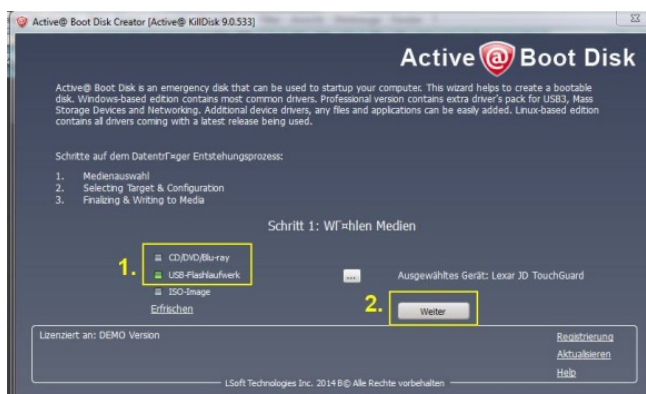 Active@ Boot Disk Creator [Active@ KillDisk 9.0.533]
Active@ Boot Disk
Active@ Boot Disk is an emergency disk that can be used to startup your computer. This wizard helps to create a bootable
disk. Windows-based edition contains most common drivers. Professional version contains extra driver's pack for USB3, Mass
Storage Devices and Networking. Additional device drivers, any files and applications can be easily added. Linux-based edition
contains all drivers coming with a latest release being used.
Schritte auf dem DatentrГ¤ger Entstehungsprozess:
1. Medienauswahl
2. Selecting Target & Configuration
3. Finalizing & Writing to Media
Schritt 1: WГ¤hlen Medien
1.
CD/DVD/Blu-ray
USB-Flashlaufwerk
ISO-Image
Erfrischen
...
Ausgewähltes Gerät: Lexar JD TouchGuard
2.
Weiter
Lizenziert an: DEMO Version
Registrierung
Aktualisieren
Help
LSoft Technologies Inc. 2014 В© Alle Rechte vorbehalten